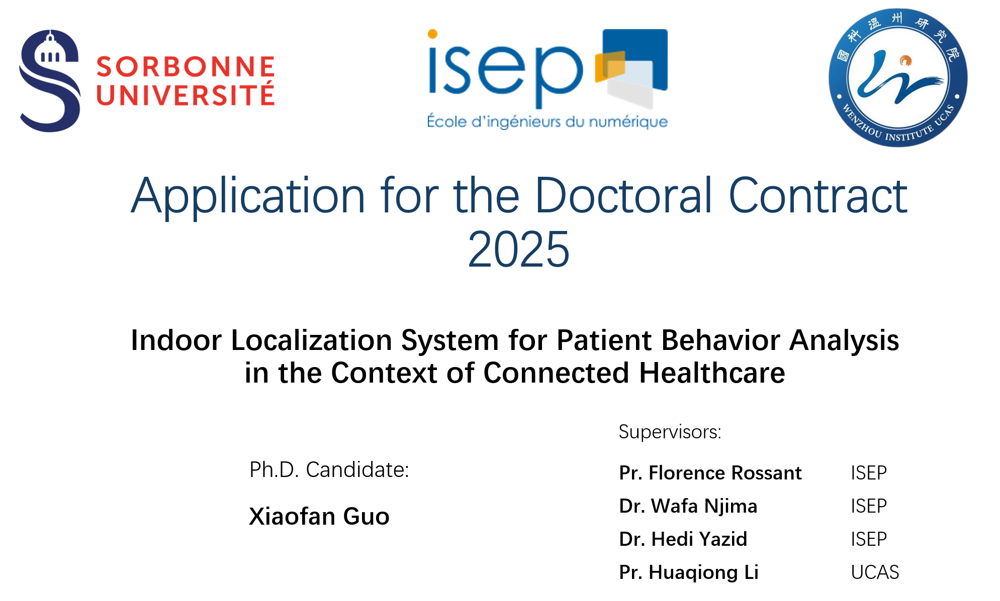 SORBONNE
UNIVERSITÉ
isep
École d'ingénieurs du numérique
國科溫州研究院
WENZHOU INSTITUTE UCAS
Application for the Doctoral Contract
2025
Indoor Localization System for Patient Behavior Analysis
in the Context of Connected Healthcare
Ph.D. Candidate:
Xiaofan Guo
Supervisors:
Pr. Florence Rossant ISEP
Dr. Wafa Njima ISEP
Dr. Hedi Yazid ISEP
Pr. Huaqiong Li UCAS